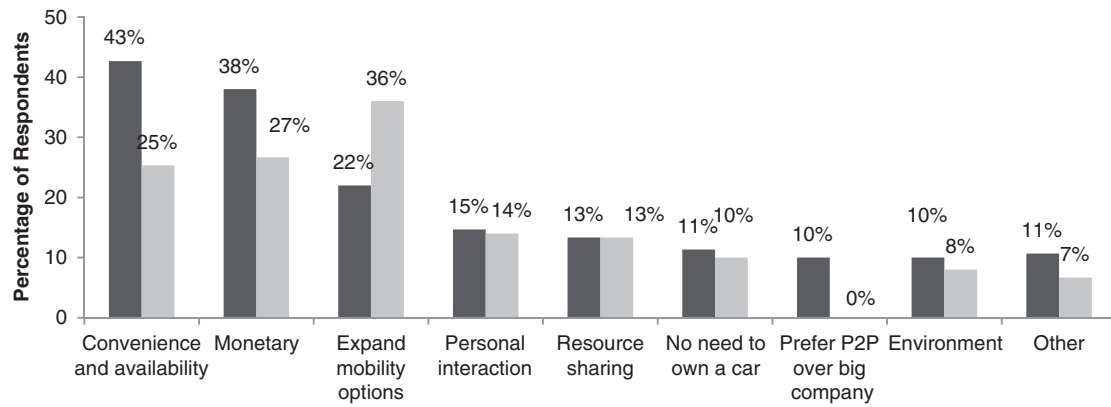 Percentage of Respondents
50
40
30
20
10
0
43%
25%
38%
27%
22%
36%
15%
14%
13%
13%
11%
10%
10%
0%
10%
8%
11%
7%
Convenience
and availability
Monetary
Expand
mobility
options
Personal
interaction
Resource
sharing
No need to
own a car
Prefer P2P
over big
company
Environment
Other